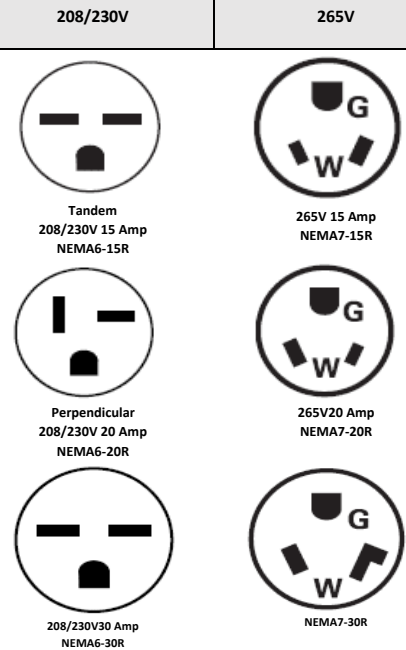 208/230V
265V
G
W
Tandem
208/230V 15 Amp
NEMA6-15R
265V 15 Amp
NEMA7-15R
G
W
Perpendicular
208/230V 20 Amp
NEMA6-20R
265V20 Amp
NEMA7-20R
G
W
208/230V30 Amp
NEMA6-30R
NEMA7-30R